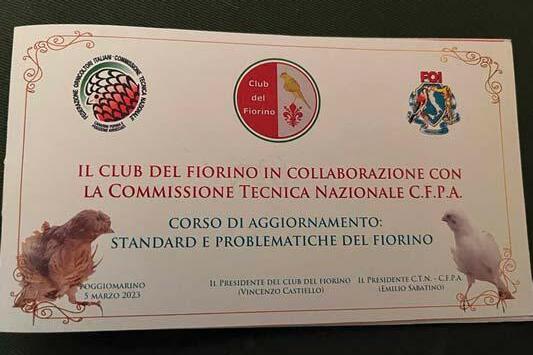 FEDERAZIONE ORNICOLTORI ITALIANI - COMMISSIONE TECNICA NAZIONALE
Club
del
Fiorino
FOI
IL CLUB DEL FIORINO IN COLLABORAZIONE CON
LA COMMISSIONE TECNICA NAZIONALE C.F.P.A.
CORSO DI AGGIORNAMENTO:
STANDARD E PROBLEMATICHE DEL FIORINO
POGGIOMARINO
5 MARZO 2023
IL PRESIDENTE DEL CLUB DEL FIORINO
(VINCENZO CASTIELLO)
IL PRESIDENTE C.T.N. - C.F.P.A.
(EMILIO SABATINO)